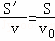 S′/v = S/v₀